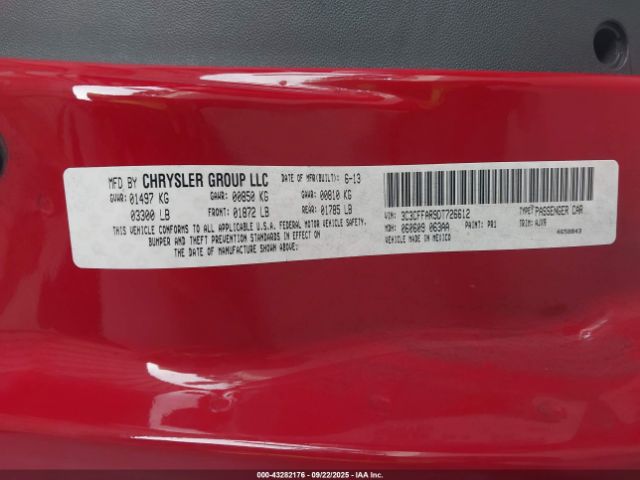 MFD BY CHRYSLER GROUP LLC DATE OF MFR(BUILT): 6-13
GVWR: 01497 KG GAWR: 00850 KG GAWR: 00810 KG
03300 LB FRONT: 01872 LB REAR: 01785 LB
THIS VEHICLE CONFORMS TO ALL APPLICABLE U.S.A. FEDERAL MOTOR VEHICLE SAFETY,
BUMPER AND THEFT PREVENTION STANDARDS IN EFFECT ON
THE DATE OF MANUFACTURE SHOWN ABOVE.
VIN: 3C3CFFAR9DT726612 TYPE: PASSENGER CAR
MDH: 060609 063AA PAINT: PR1 TRIM: AJXR
VEHICLE MADE IN MEXICO 4658043
000-43282176 - 09/22/2025 - IAA Inc.